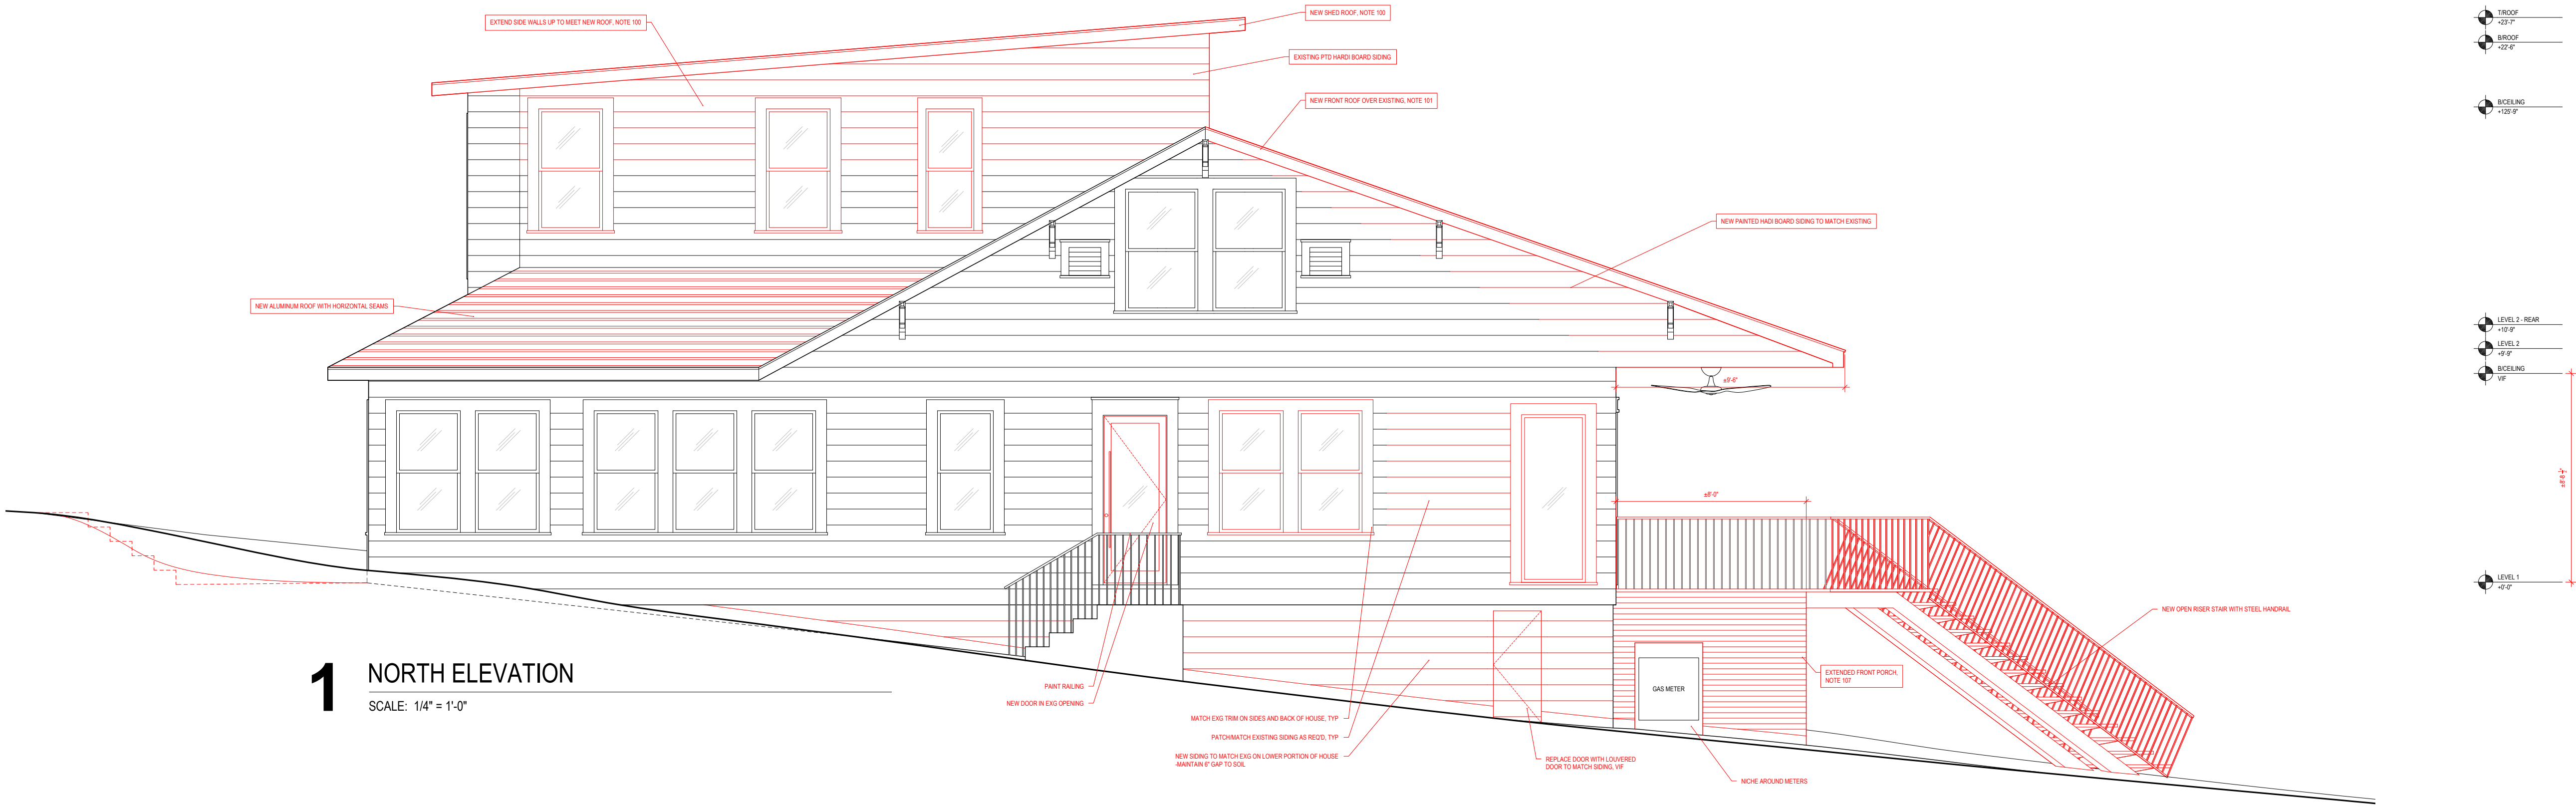 EXTEND SIDE WALLS UP TO MEET NEW ROOF, NOTE 100
NEW SHED ROOF, NOTE 100
EXISTING PTD HARDI BOARD SIDING
NEW FRONT ROOF OVER EXISTING, NOTE 101
NEW PAINTED HADI BOARD SIDING TO MATCH EXISTING
NEW ALUMINUM ROOF WITH HORIZONTAL SEAMS
±9'-6"
±8'-0"
T/ROOF
+23'-7"
B/ROOF
+22'-6"
B/CEILING
+125'-9"
LEVEL 2 - REAR
+10'-9"
LEVEL 2
+9'-9"
B/CEILING
VIF
±8'-9 1/2"
LEVEL 1
+0'-0"
NEW OPEN RISER STAIR WITH STEEL HANDRAIL
EXTENDED FRONT PORCH,
NOTE 107
GAS METER
PAINT RAILING
NEW DOOR IN EXG OPENING
MATCH EXG TRIM ON SIDES AND BACK OF HOUSE, TYP
PATCH/MATCH EXISTING SIDING AS REQ'D, TYP
NEW SIDING TO MATCH EXG ON LOWER PORTION OF HOUSE
-MAINTAIN 6" GAP TO SOIL
REPLACE DOOR WITH LOUVERED
DOOR TO MATCH SIDING, VIF
NICHE AROUND METERS
1 NORTH ELEVATION
SCALE: 1/4" = 1'-0"